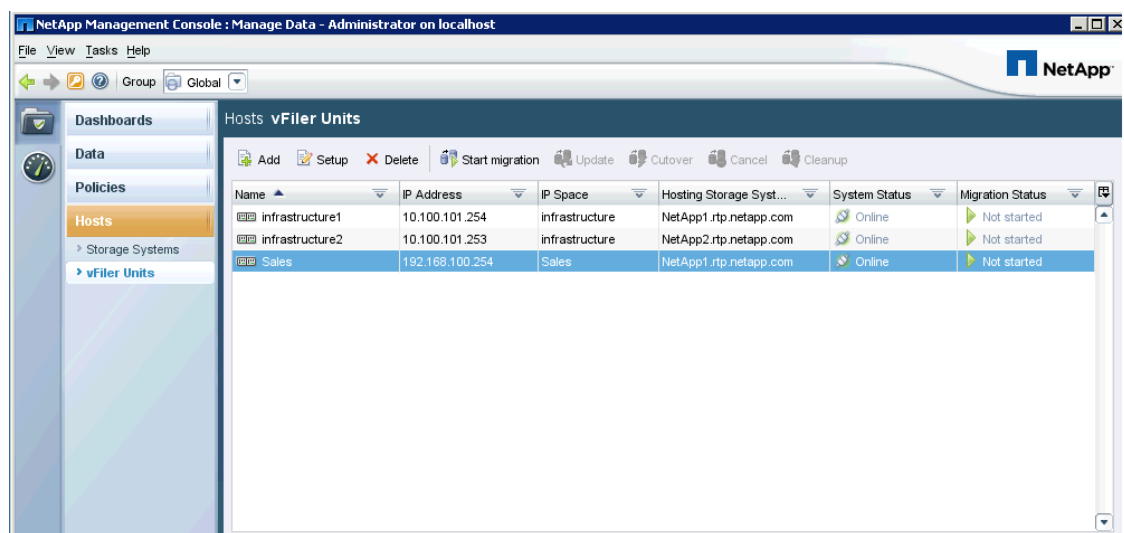 NetApp Management Console : Manage Data - Administrator on localhost
File View Tasks Help
Group Global
NetApp
Dashboards
Data
Policies
Hosts
Storage Systems
vFiler Units
Hosts vFiler Units
Add Setup Delete Start migration Update Cutover Cancel Cleanup
Name IP Address IP Space Hosting Storage Syst... System Status Migration Status
infrastructure1 10.100.101.254 infrastructure NetApp1.rtp.netapp.com Online Not started
infrastructure2 10.100.101.253 infrastructure NetApp2.rtp.netapp.com Online Not started
Sales 192.168.100.254 Sales NetApp1.rtp.netapp.com Online Not started